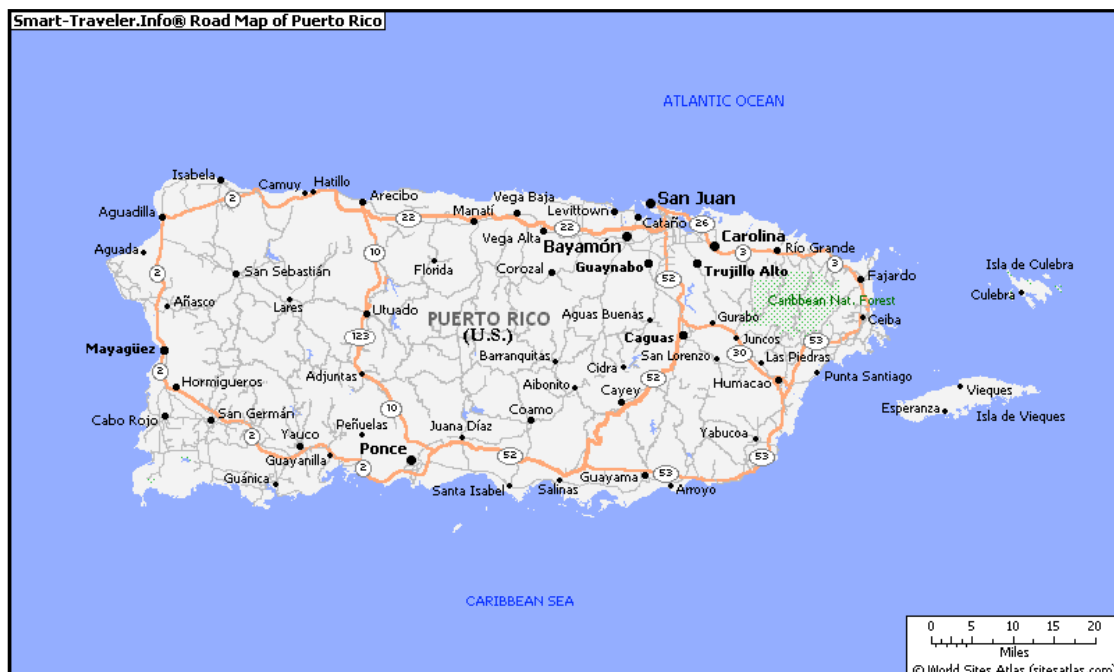 Smart-Traveler.Info® Road Map of Puerto Rico
ATLANTIC OCEAN
Isabela
Camuy
Hatillo
Arecibo
2
22
Manatí
Vega Baja
Levittown
San Juan
Cataño
26
Aguadilla
Vega Alta
22
Bayamón
Carolina
3
Río Grande
3
Aguada
10
Florida
Corozal
Guaynabo
Trujillo Alto
Fajardo
Isla de Culebra
2
San Sebastián
52
Caribbean Nat. Forest
Culebra
Añasco
Lares
Utuado
PUERTO RICO
(U.S.)
Aguas Buenas
Gurabo
Ceiba
123
Caguas
Juncos
53
Mayagüez
Barranquitas
San Lorenzo
30
Las Piedras
2
Adjuntas
Cidra
52
Humacao
Punta Santiago
Hormigueros
Aibonito
Cayey
Vieques
Cabo Rojo
San Germán
10
Coamo
Esperanza
Isla de Vieques
2
Yauco
Peñuelas
Juana Díaz
Yabucoa
Guayanilla
2
Ponce
52
53
Guánica
Santa Isabel
Salinas
Guayama
53
Arroyo
CARIBBEAN SEA
0 5 10 15 20
Miles
© World Sites Atlas (sitesatlas.com)